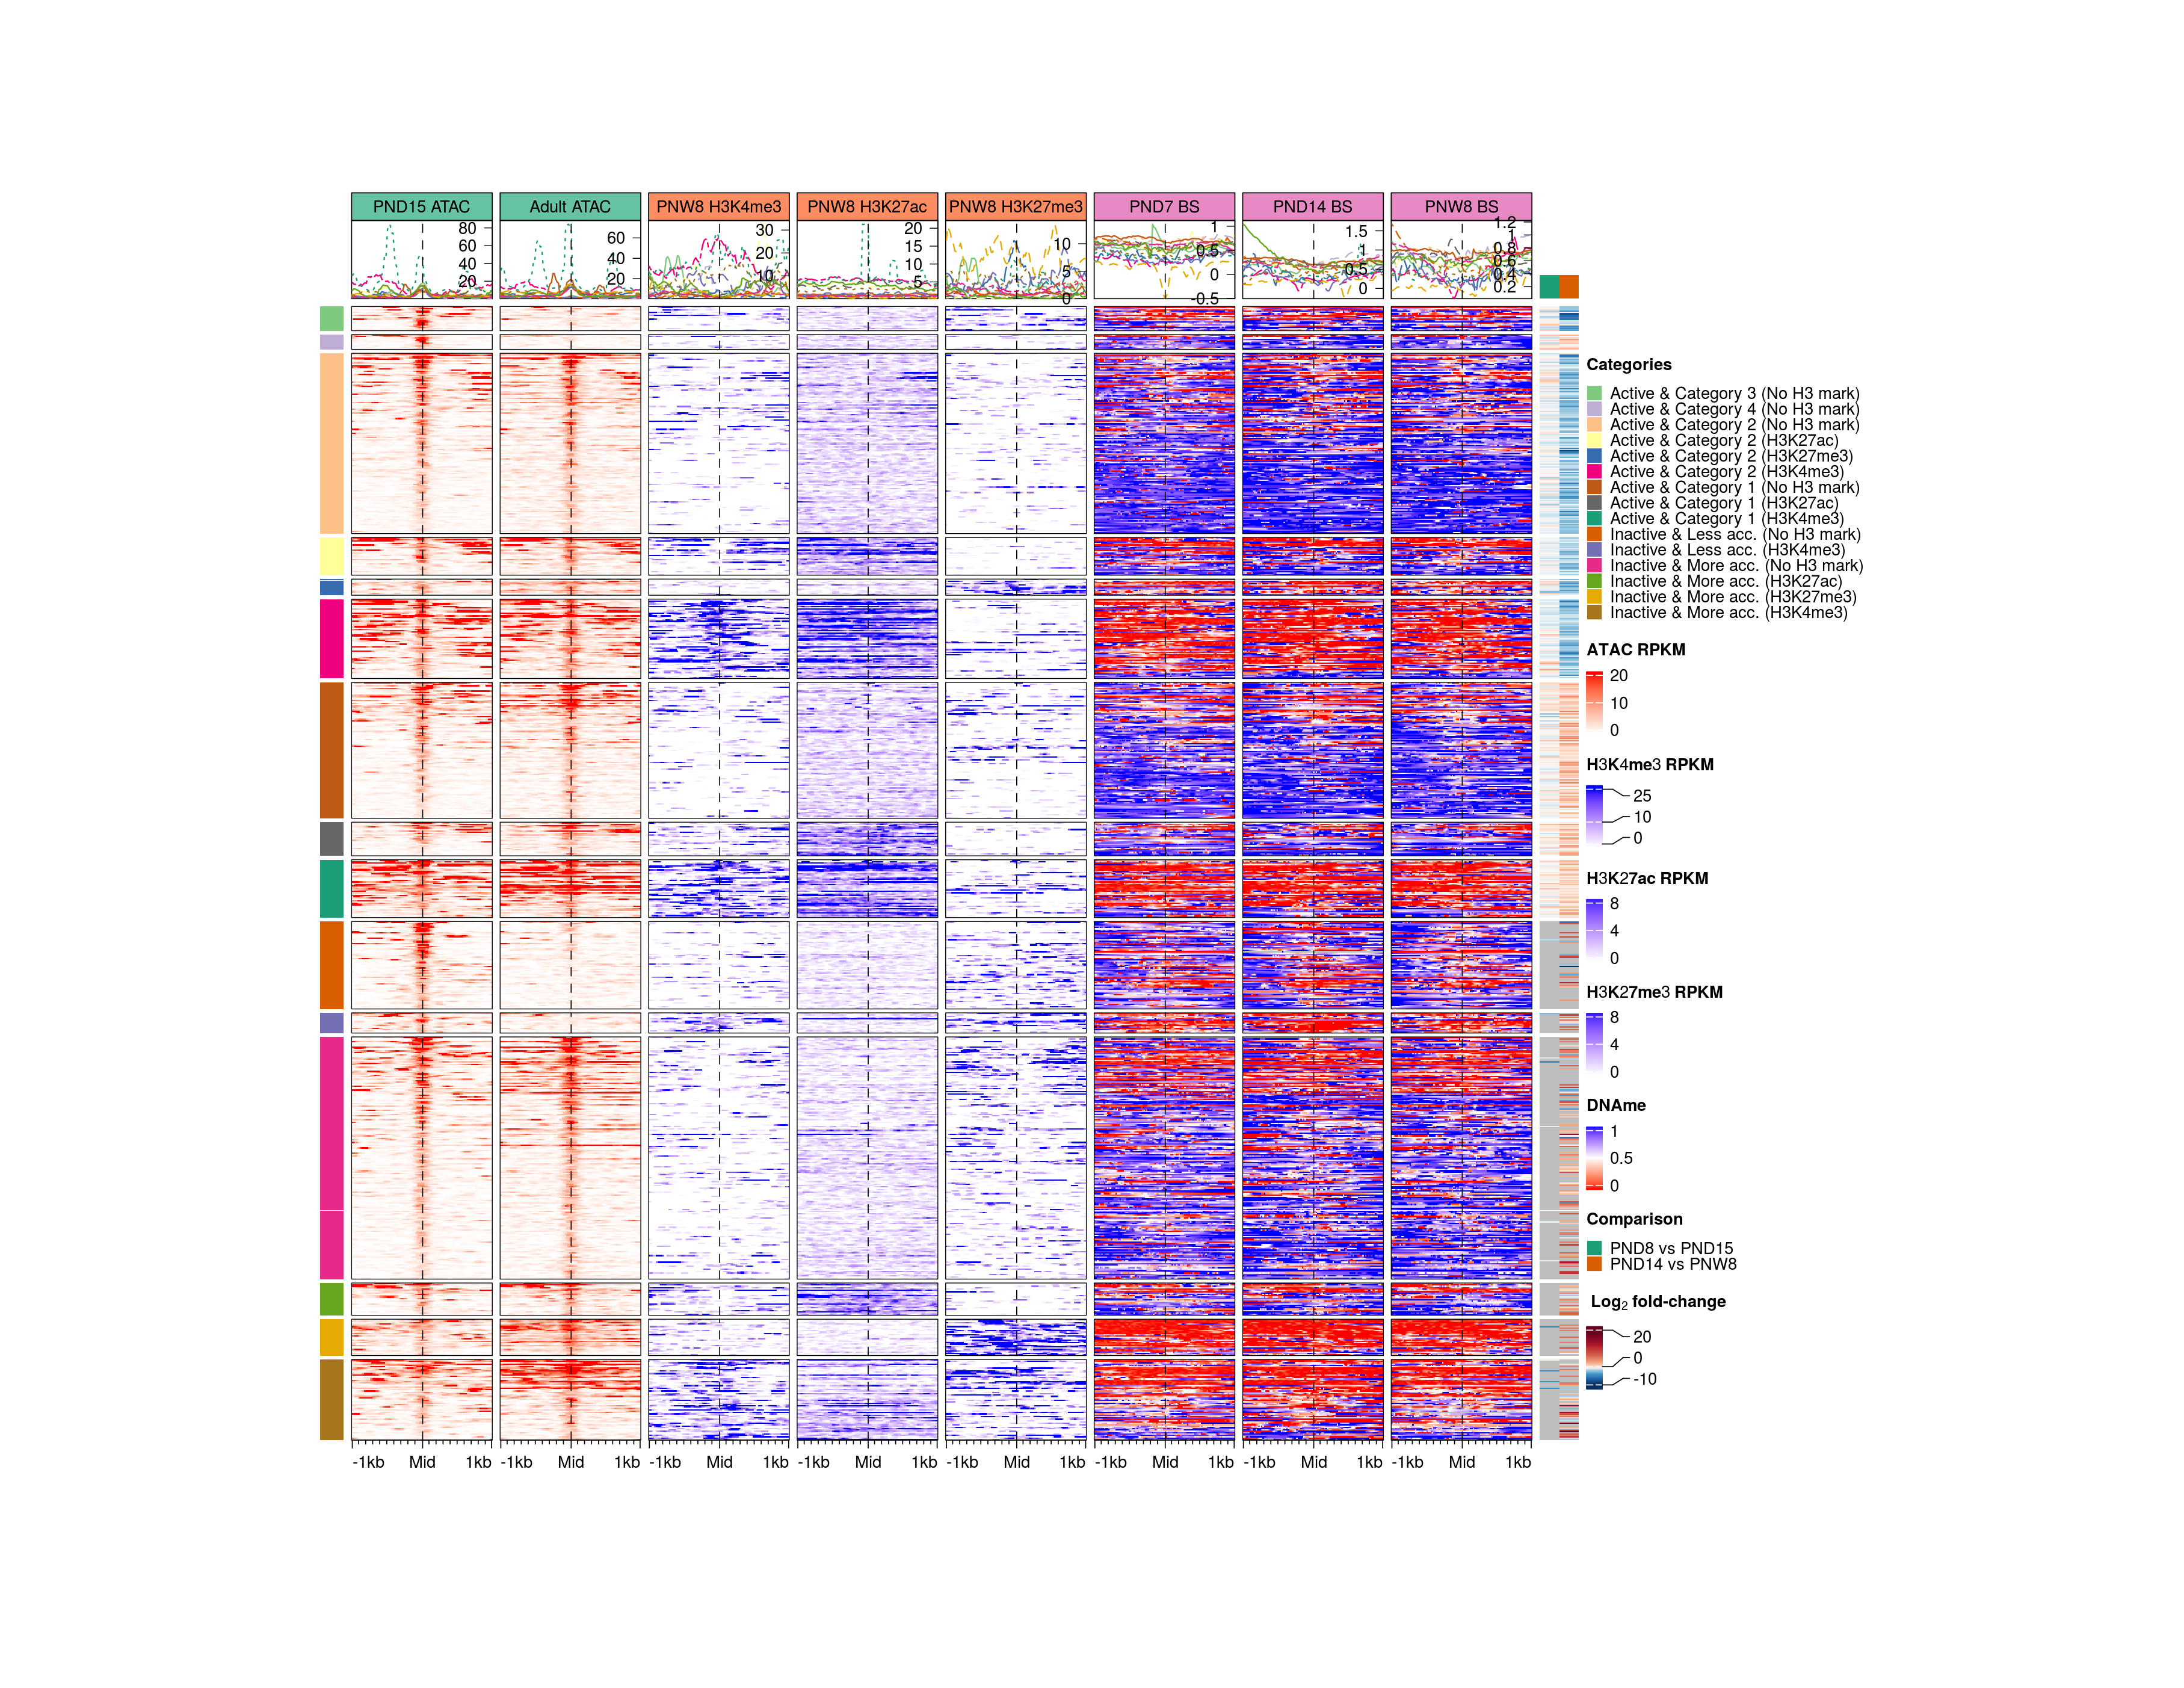 PND15 ATAC Adult ATAC PNW8 H3K4me3 PNW8 H3K27ac PNW8 H3K27me3 PND7 BS PND14 BS PNW8 BS
80 60 40 20
60 40 20
30 20 10
20 15 10 5
10 5 0
1 0.5 0 -0.5
1.5 1 0.5 0
1.2 0.8 0.6 0.4 0.2
Categories
Active & Category 3 (No H3 mark)
Active & Category 4 (No H3 mark)
Active & Category 2 (No H3 mark)
Active & Category 2 (H3K27ac)
Active & Category 2 (H3K27me3)
Active & Category 2 (H3K4me3)
Active & Category 1 (No H3 mark)
Active & Category 1 (H3K27ac)
Active & Category 1 (H3K4me3)
Inactive & Less acc. (No H3 mark)
Inactive & Less acc. (H3K4me3)
Inactive & More acc. (No H3 mark)
Inactive & More acc. (H3K27ac)
Inactive & More acc. (H3K27me3)
Inactive & More acc. (H3K4me3)
ATAC RPKM
20
10
0
H3K4me3 RPKM
25
10
0
H3K27ac RPKM
8
4
0
H3K27me3 RPKM
8
4
0
DNAme
1
0.5
0
Comparison
PND8 vs PND15
PND14 vs PNW8
Log₂ fold-change
20
0
-10
-1kb Mid 1kb -1kb Mid 1kb -1kb Mid 1kb -1kb Mid 1kb -1kb Mid 1kb -1kb Mid 1kb -1kb Mid 1kb -1kb Mid 1kb